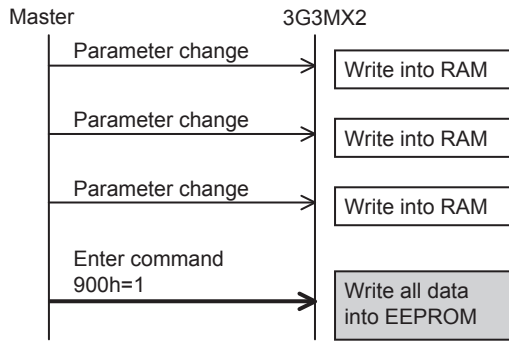 Master
3G3MX2
Parameter change
Write into RAM
Parameter change
Write into RAM
Parameter change
Write into RAM
Enter command
900h=1
Write all data
into EEPROM